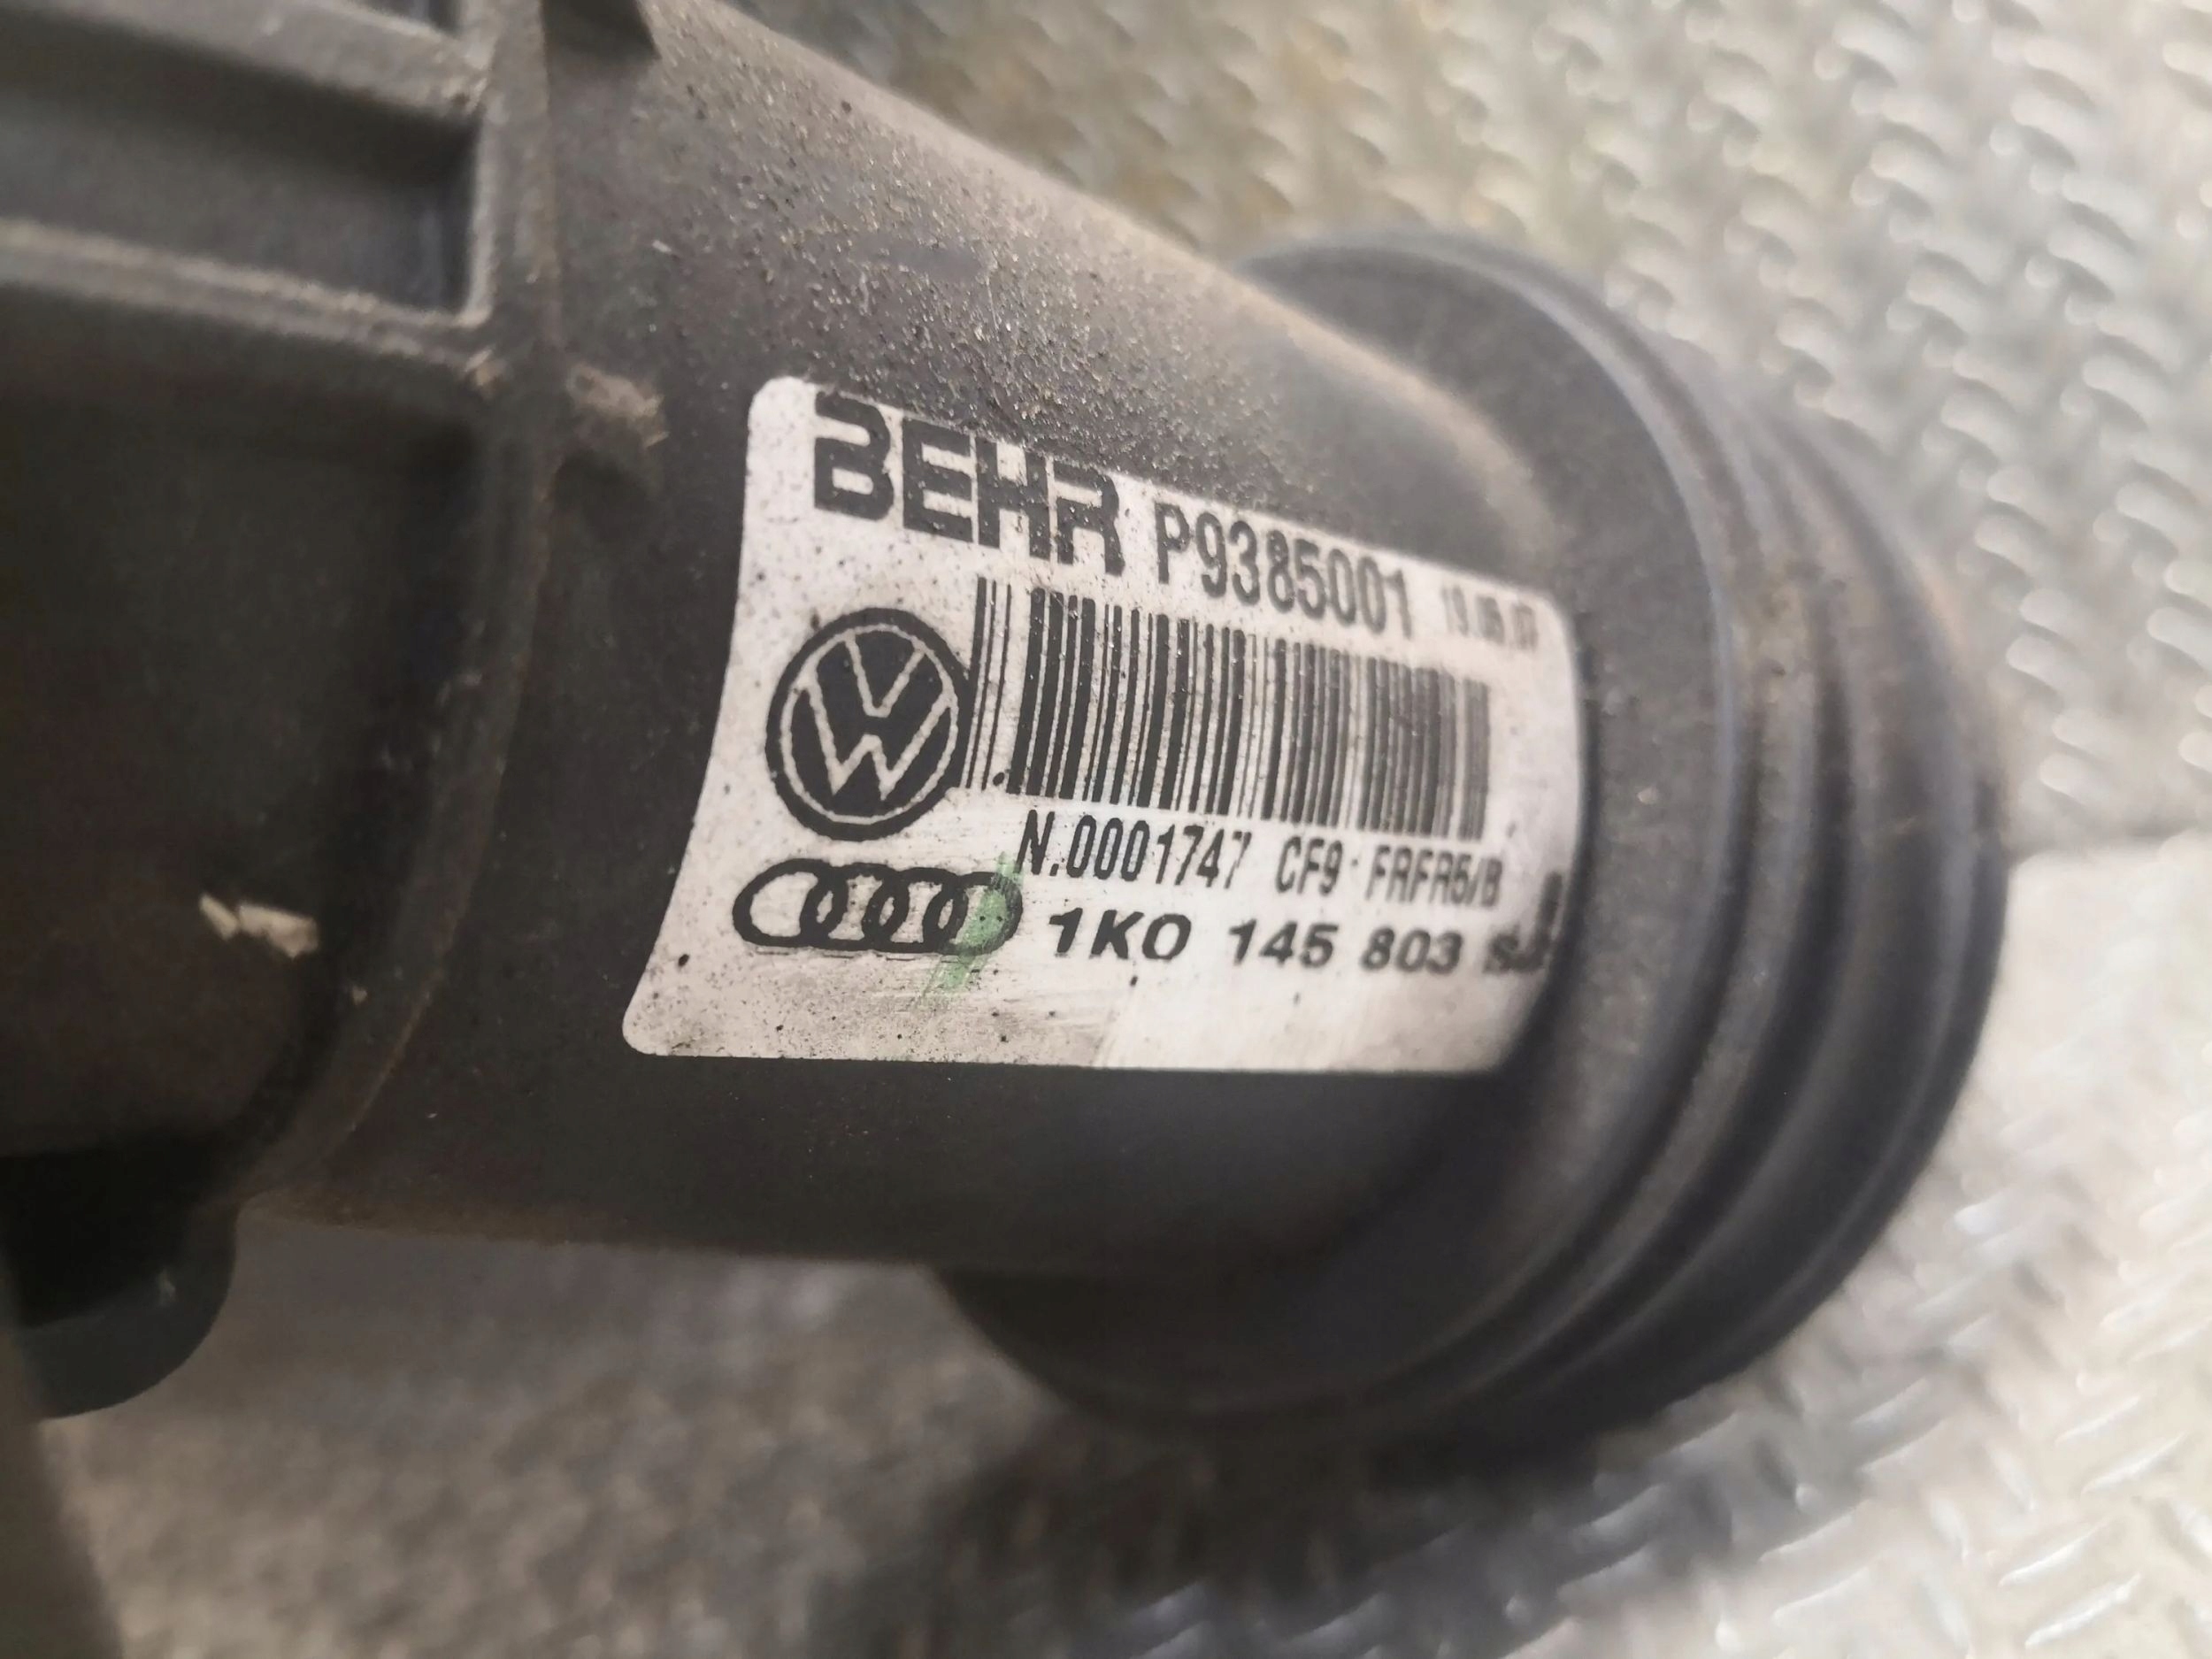 BEHR P9385001
N.0001747 CF9 · FRFR5/B
1K0 145 803